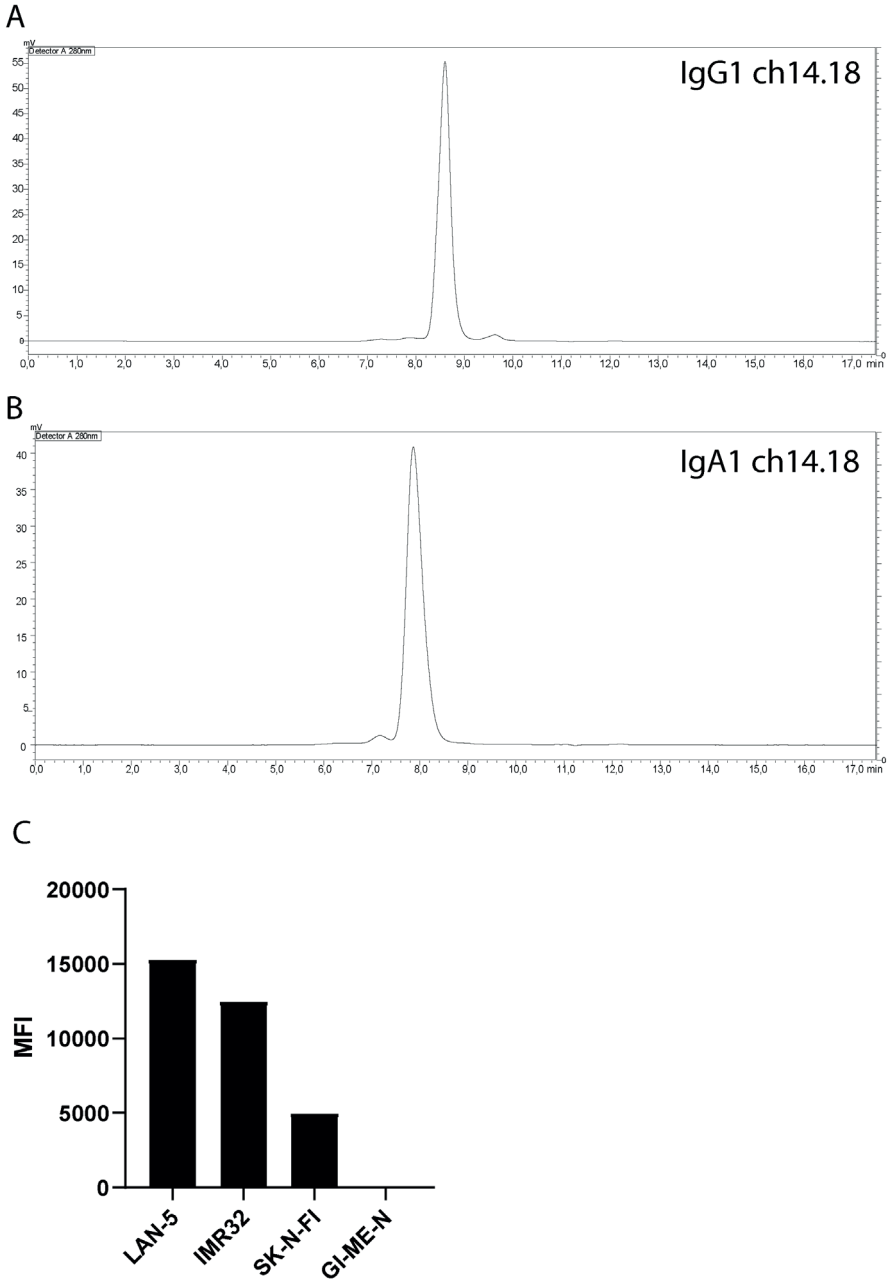 A
mV
Detector A 280nm
IgG1 ch14.18
55
50
45
40
35
30
25
20
15
10
5
0
0
0,0 1,0 2,0 3,0 4,0 5,0 6,0 7,0 8,0 9,0 10,0 11,0 12,0 13,0 14,0 15,0 16,0 17,0 min
B
mV
Detector A 280nm
IgA1 ch14.18
40
35
30
25
20
15
10
5
0
0
0,0 1,0 2,0 3,0 4,0 5,0 6,0 7,0 8,0 9,0 10,0 11,0 12,0 13,0 14,0 15,0 16,0 17,0 min
C
20000
15000
10000
5000
0
MFI
LAN-5
IMR32
SK-N-FI
GI-ME-N